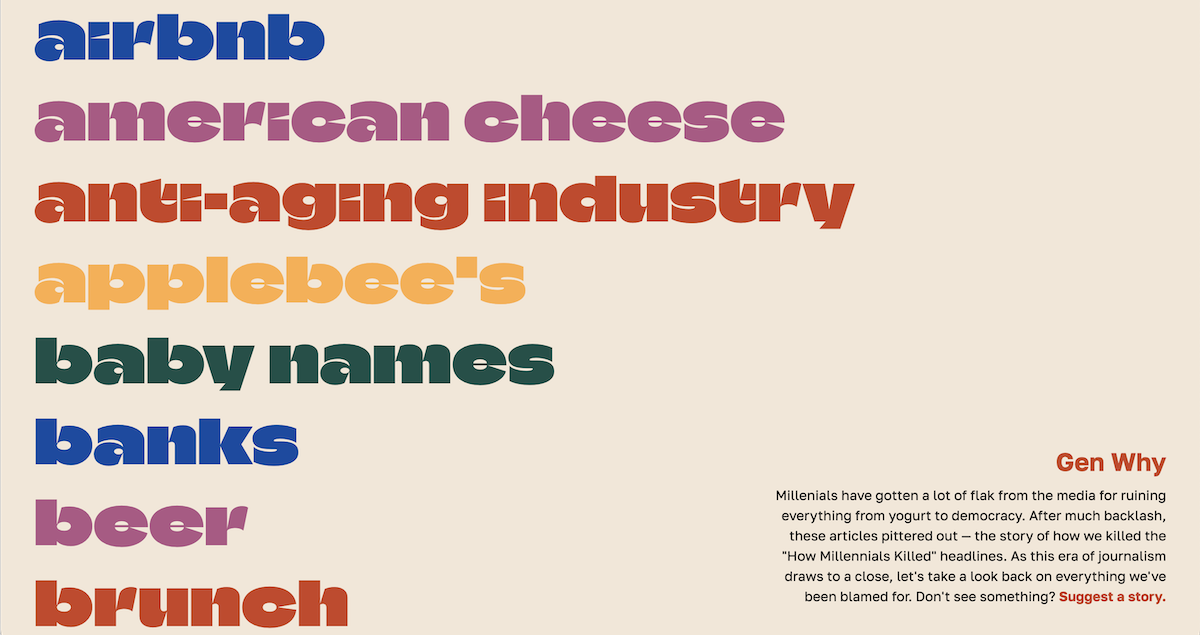 airbnb
american cheese
anti-aging industry
applebee's
baby names
banks
beer
brunch
Gen Why
Millenials have gotten a lot of flak from the media for ruining
everything from yogurt to democracy. After much backlash,
these articles pittered out — the story of how we killed the
"How Millennials Killed" headlines. As this era of journalism
draws to a close, let's take a look back on everything we've
been blamed for. Don't see something? Suggest a story.